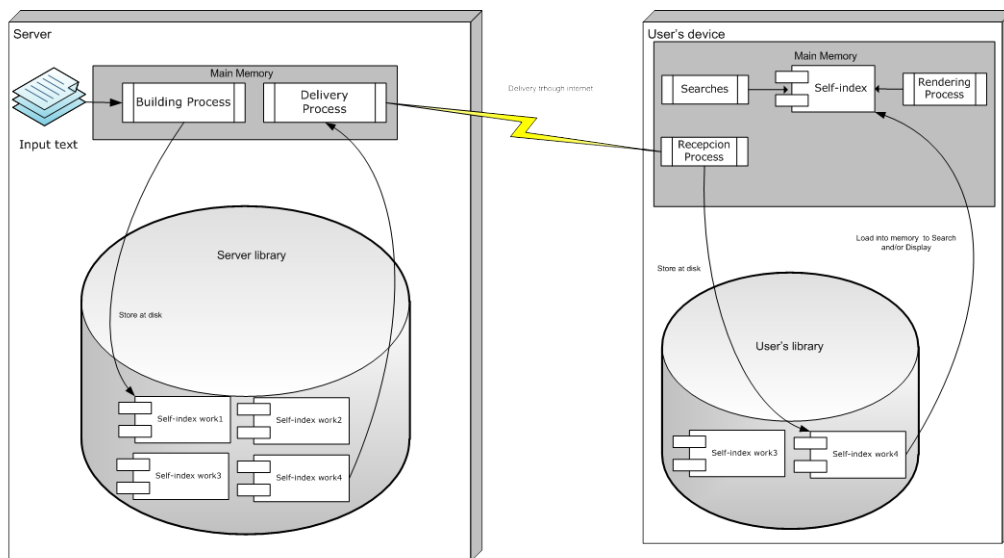 Server
Main Memory
Building Process
Delivery
Process
Input text
Server library
Store at disk
Self-index work1
Self-index work2
Self-index work3
Self-index work4
Delivery trhough internet
User's device
Main Memory
Searches
Self-index
Rendering
Process
Recepcion
Process
Load into memory to Search
and/or Display
Store at disk
User's library
Self-index work3
Self-index work4